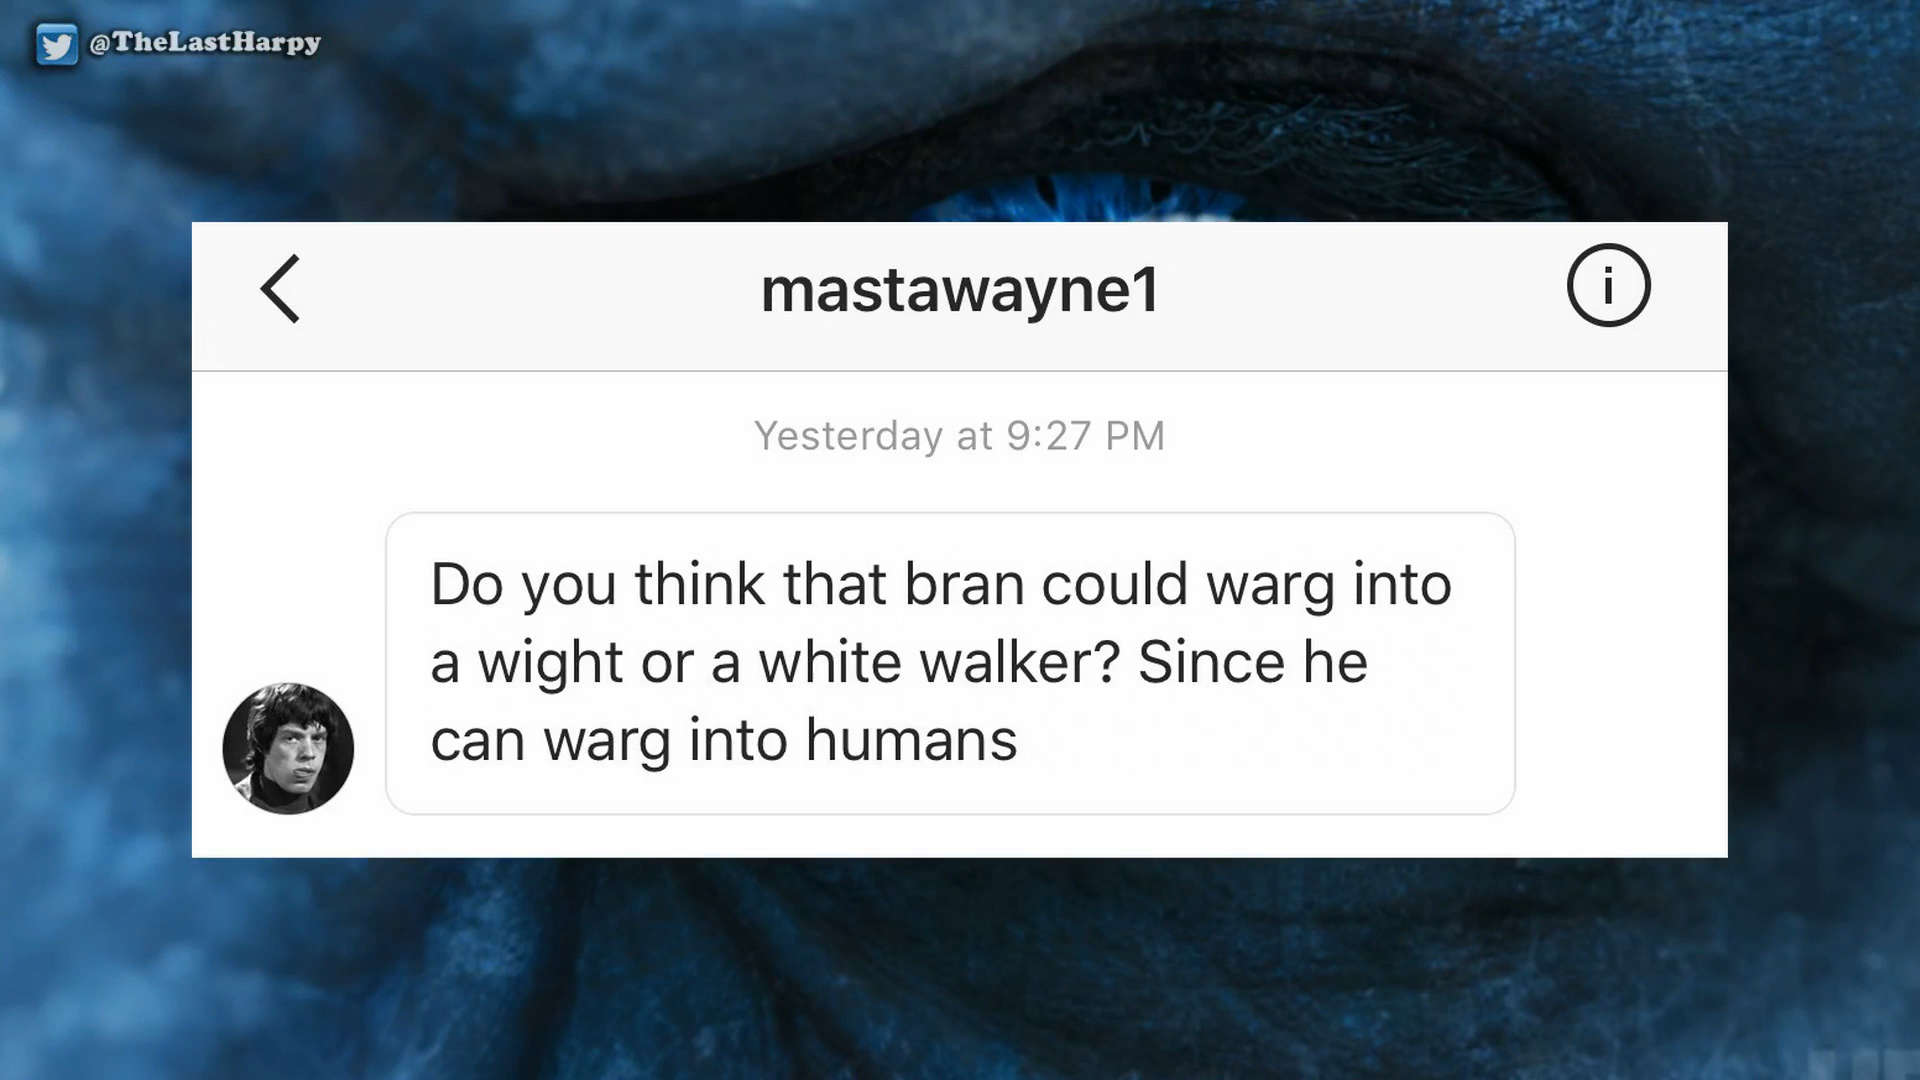 @TheLastHarpy
mastawayne1
Yesterday at 9:27 PM
Do you think that bran could warg into
a wight or a white walker? Since he
can warg into humans